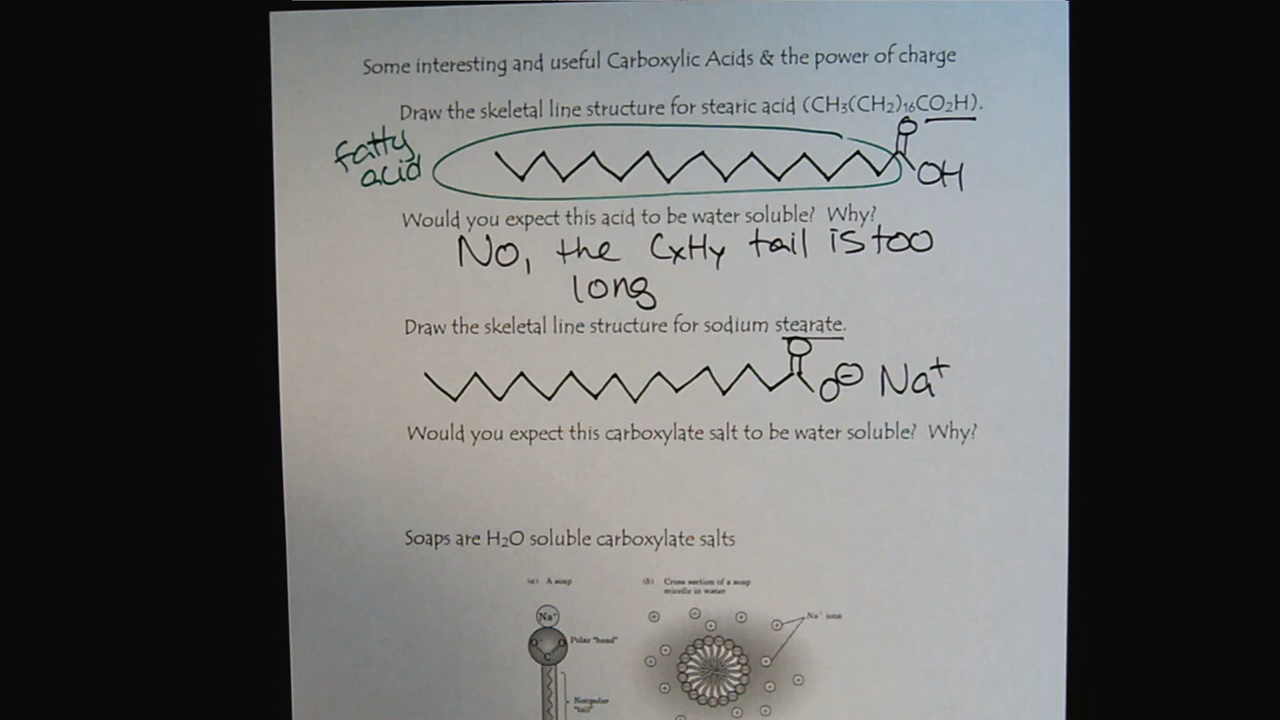 Some interesting and useful Carboxylic Acids & the power of charge
Draw the skeletal line structure for stearic acid (CH3(CH2)16CO2H).
fatty
acid
O
OH
Would you expect this acid to be water soluble? Why?
No, the CxHy tail is too
long
Draw the skeletal line structure for sodium stearate.
O
O⊖ Na+
Would you expect this carboxylate salt to be water soluble? Why?
Soaps are H2O soluble carboxylate salts
(a) A soap
(b) Cross section of a soap
micelle in water
Na+
Na+ ions
O- O
C
Polar "head"
Nonpolar
"tail"